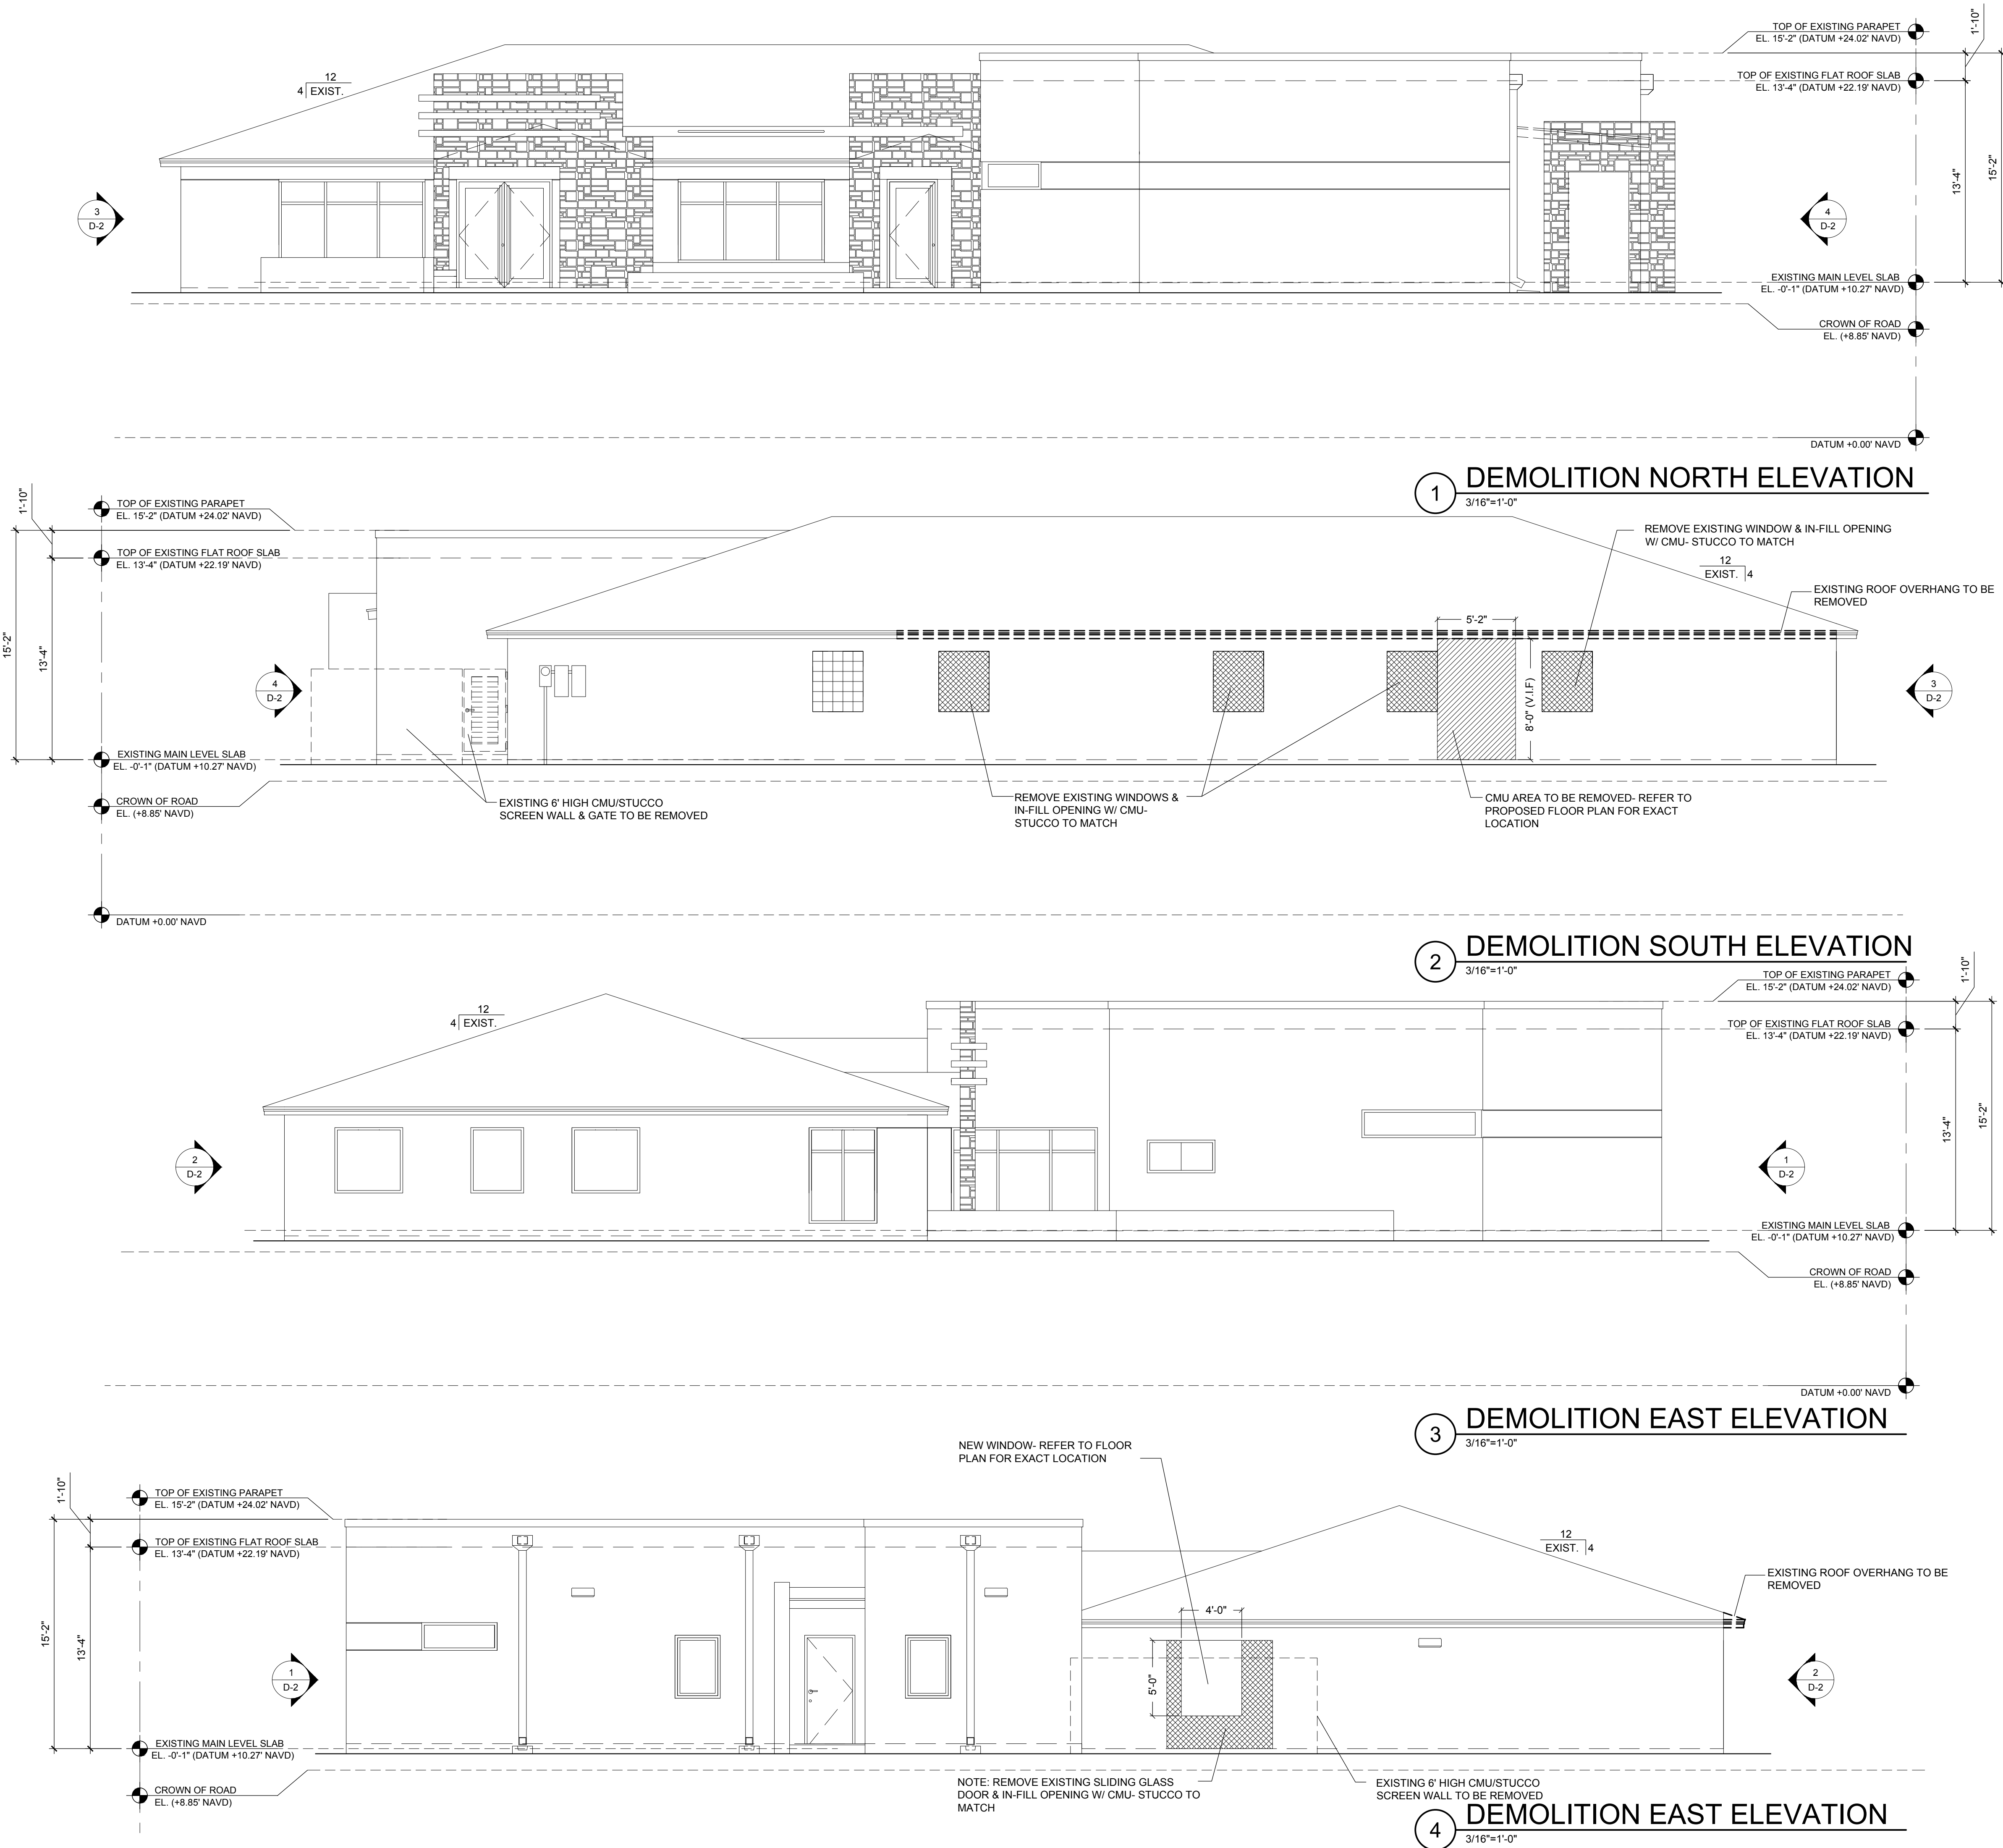 12
4 EXIST.
TOP OF EXISTING PARAPET
EL. 15'-2" (DATUM +24.02' NAVD)
TOP OF EXISTING FLAT ROOF SLAB
EL. 13'-4" (DATUM +22.19' NAVD)
1'-10"
13'-4"
15'-2"
3
D-2
4
D-2
EXISTING MAIN LEVEL SLAB
EL. -0'-1" (DATUM +10.27' NAVD)
CROWN OF ROAD
EL. (+8.85' NAVD)
DATUM +0.00' NAVD
1 DEMOLITION NORTH ELEVATION
3/16"=1'-0"
1'-10"
TOP OF EXISTING PARAPET
EL. 15'-2" (DATUM +24.02' NAVD)
TOP OF EXISTING FLAT ROOF SLAB
EL. 13'-4" (DATUM +22.19' NAVD)
15'-2"
13'-4"
REMOVE EXISTING WINDOW & IN-FILL OPENING
W/ CMU- STUCCO TO MATCH
12
EXIST. 4
EXISTING ROOF OVERHANG TO BE
REMOVED
5'-2"
8'-0" (V.I.F)
4
D-2
3
D-2
EXISTING MAIN LEVEL SLAB
EL. -0'-1" (DATUM +10.27' NAVD)
CROWN OF ROAD
EL. (+8.85' NAVD)
EXISTING 6' HIGH CMU/STUCCO
SCREEN WALL & GATE TO BE REMOVED
REMOVE EXISTING WINDOWS &
IN-FILL OPENING W/ CMU-
STUCCO TO MATCH
CMU AREA TO BE REMOVED- REFER TO
PROPOSED FLOOR PLAN FOR EXACT
LOCATION
DATUM +0.00' NAVD
2 DEMOLITION SOUTH ELEVATION
3/16"=1'-0"
12
4 EXIST.
TOP OF EXISTING PARAPET
EL. 15'-2" (DATUM +24.02' NAVD)
TOP OF EXISTING FLAT ROOF SLAB
EL. 13'-4" (DATUM +22.19' NAVD)
1'-10"
13'-4"
15'-2"
2
D-2
1
D-2
EXISTING MAIN LEVEL SLAB
EL. -0'-1" (DATUM +10.27' NAVD)
CROWN OF ROAD
EL. (+8.85' NAVD)
DATUM +0.00' NAVD
3 DEMOLITION EAST ELEVATION
3/16"=1'-0"
NEW WINDOW- REFER TO FLOOR
PLAN FOR EXACT LOCATION
1'-10"
TOP OF EXISTING PARAPET
EL. 15'-2" (DATUM +24.02' NAVD)
TOP OF EXISTING FLAT ROOF SLAB
EL. 13'-4" (DATUM +22.19' NAVD)
15'-2"
13'-4"
12
EXIST. 4
EXISTING ROOF OVERHANG TO BE
REMOVED
4'-0"
5'-0"
1
D-2
2
D-2
EXISTING MAIN LEVEL SLAB
EL. -0'-1" (DATUM +10.27' NAVD)
CROWN OF ROAD
EL. (+8.85' NAVD)
NOTE: REMOVE EXISTING SLIDING GLASS
DOOR & IN-FILL OPENING W/ CMU- STUCCO TO
MATCH
EXISTING 6' HIGH CMU/STUCCO
SCREEN WALL TO BE REMOVED
4 DEMOLITION EAST ELEVATION
3/16"=1'-0"